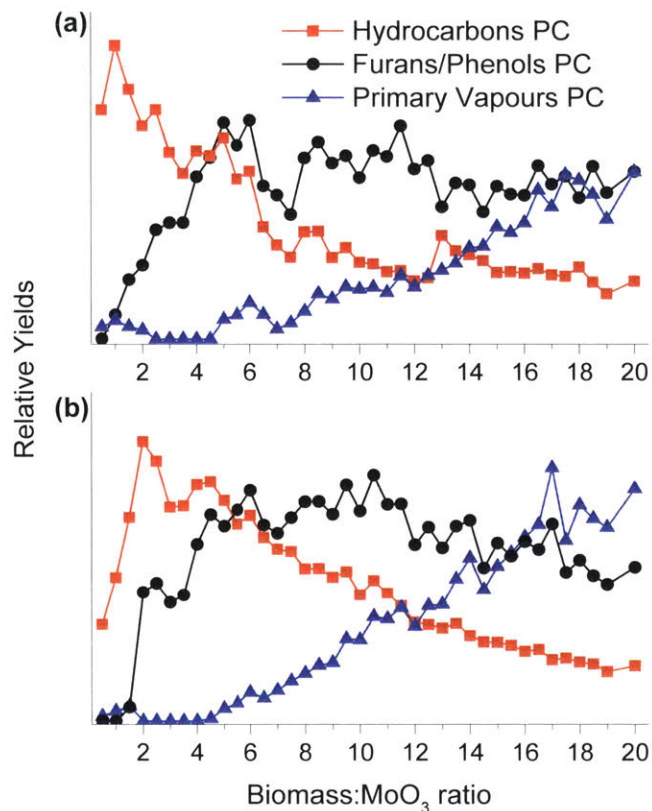 (a)
Hydrocarbons PC
Furans/Phenols PC
Primary Vapours PC
2 4 6 8 10 12 14 16 18 20
Relative Yields
(b)
2 4 6 8 10 12 14 16 18 20
Biomass:MoO₃ ratio